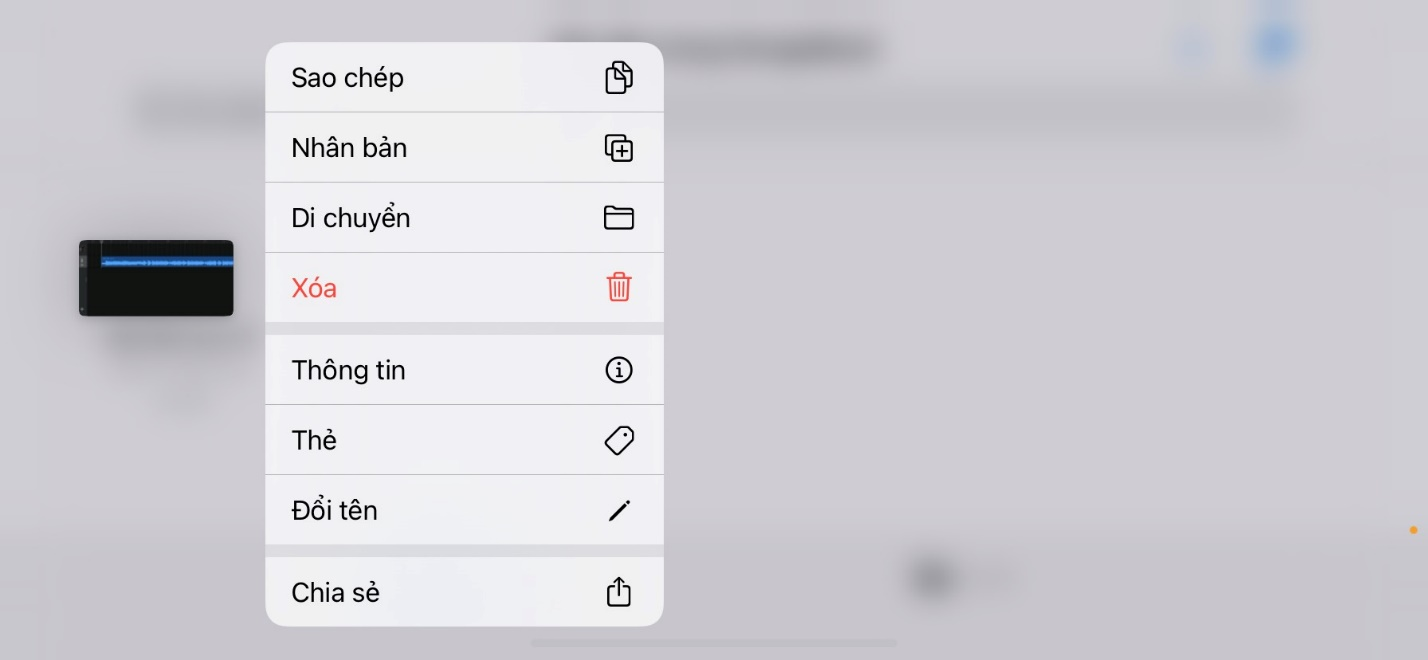 Sao chép
Nhân bản
Di chuyển
Xóa
Thông tin
Thẻ
Đổi tên
Chia sẻ